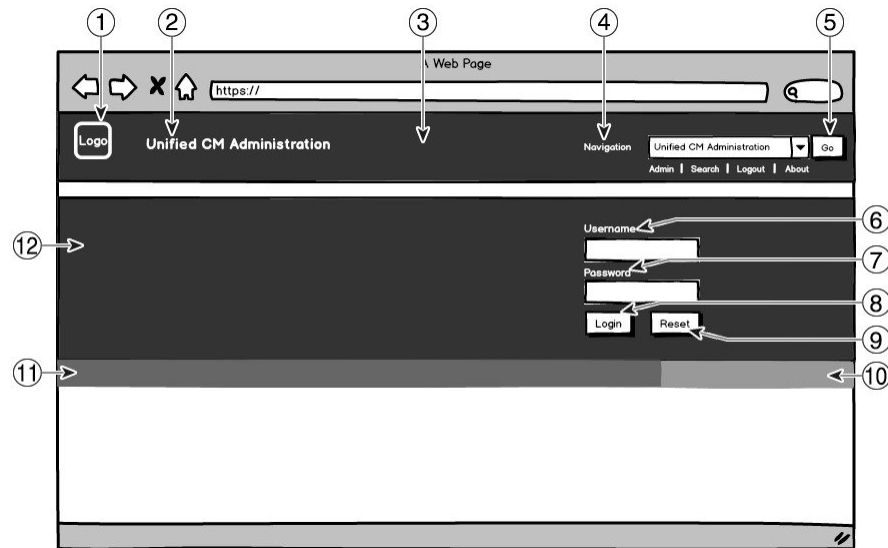 1 2 3 4 5
A Web Page
https://
Logo Unified CM Administration Navigation Unified CM Administration Go
Admin | Search | Logout | About
Username 6
12
Password 7
8
Login Reset 9
11 10